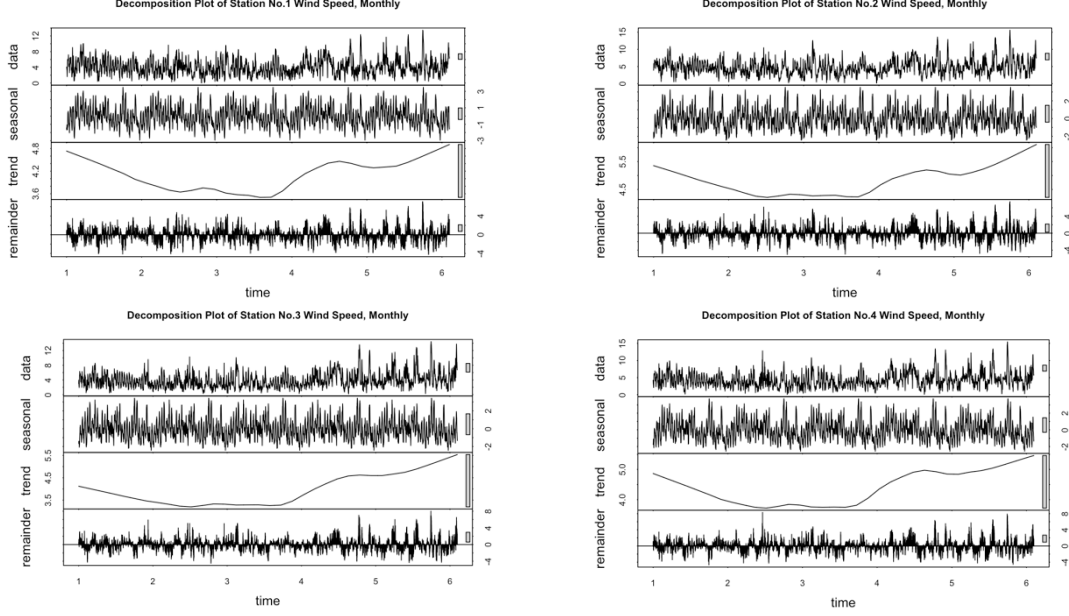 Decomposition Plot of Station No.1 Wind Speed, Monthly
data
0 4 8 12
seasonal
-3 -1 1 3
trend
3.6 4.2 4.8
remainder
-4 0 4
1 2 3 4 5 6
time
Decomposition Plot of Station No.2 Wind Speed, Monthly
data
0 5 10 15
seasonal
-2 0 2
trend
4.5 5.5
remainder
-4 0 4
1 2 3 4 5 6
time
Decomposition Plot of Station No.3 Wind Speed, Monthly
data
0 4 8 12
seasonal
-2 0 2
trend
3.5 4.5 5.5
remainder
-4 0 4 8
1 2 3 4 5 6
time
Decomposition Plot of Station No.4 Wind Speed, Monthly
data
0 5 10 15
seasonal
-2 0 2
trend
4.0 5.0
remainder
-4 0 4 8
1 2 3 4 5 6
time